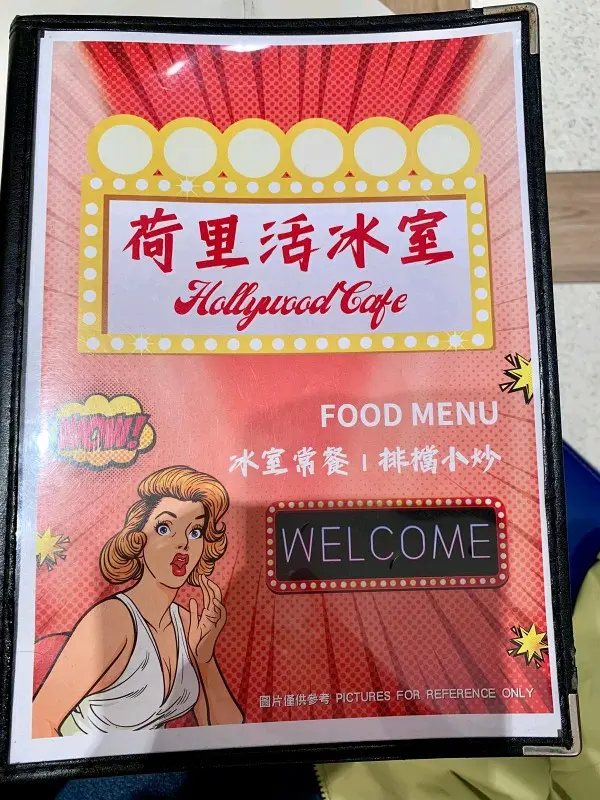 荷里活冰室
Hollywood Cafe
WHOW!
FOOD MENU
冰室常餐 | 排檔小炒
WELCOME
圖片僅供參考 PICTURES FOR REFERENCE ONLY